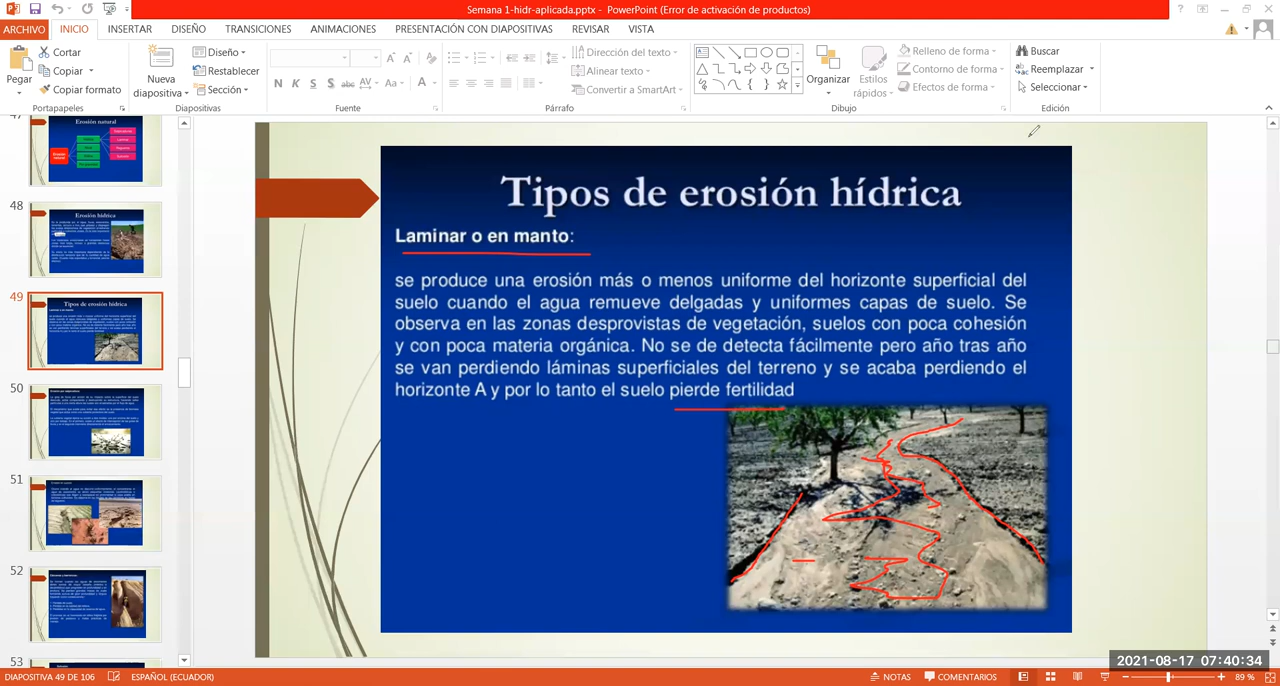 Semana 1-hidr-aplicada.pptx - PowerPoint (Error de activación de productos)
ARCHIVO INICIO INSERTAR DISEÑO TRANSICIONES ANIMACIONES PRESENTACIÓN CON DIAPOSITIVAS REVISAR VISTA
Pegar
Cortar
Copiar
Copiar formato
Portapapeles
Nueva
diapositiva
Diseño
Restablecer
Sección
Diapositivas
N K S S abc AV Aa A
Fuente
Dirección del texto
Alinear texto
Convertir a SmartArt
Párrafo
Organizar
Estilos
rápidos
Relleno de forma
Contorno de forma
Efectos de forma
Dibujo
Buscar
Reemplazar
Seleccionar
Edición
47
Erosión natural
48
Erosión hídrica
49
Tipos de erosión hídrica
50
51
52
53
Tipos de erosión hídrica
Laminar o en manto:
se produce una erosión más o menos uniforme del horizonte superficial del
suelo cuando el agua remueve delgadas y uniformes capas de suelo. Se
observa en las zonas desprovistas de vegetación, suelos con poca cohesión
y con poca materia orgánica. No se de detecta fácilmente pero año tras año
se van perdiendo láminas superficiales del terreno y se acaba perdiendo el
horizonte A y por lo tanto el suelo pierde fertilidad
2021-08-17 07:40:34
DIAPOSITIVA 49 DE 106 ESPAÑOL (ECUADOR) NOTAS COMENTARIOS 89 %